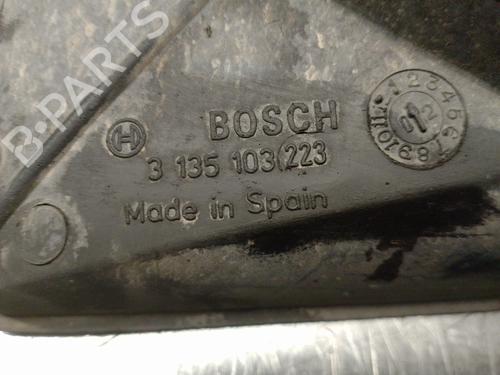 B-PARTS
BOSCH
3 135 103 223
Made in Spain